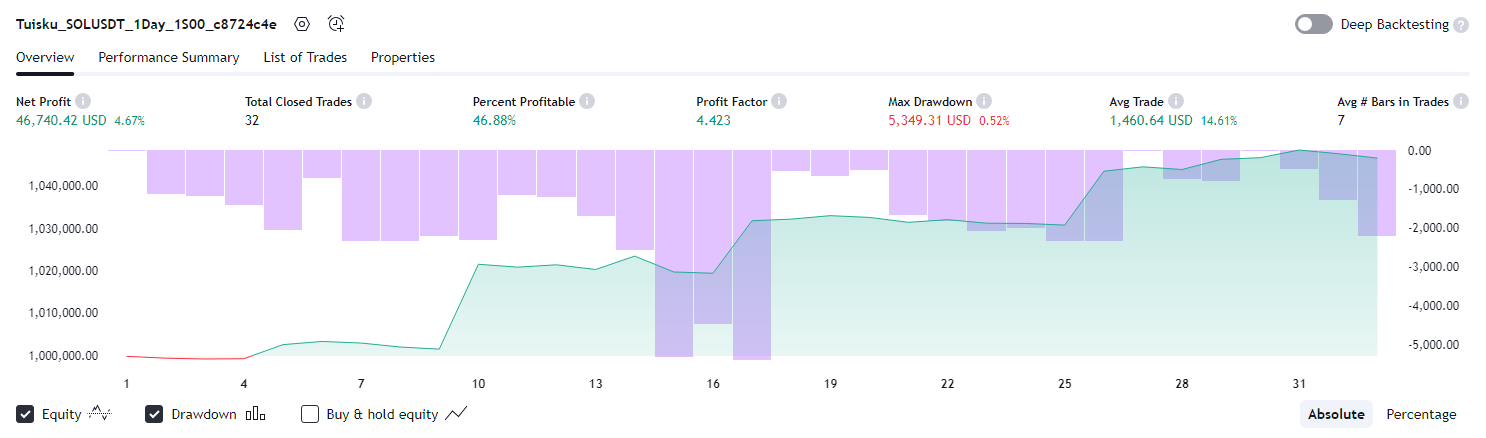 Tuisku_SOLUSDT_1Day_1S00_c8724c4e Deep Backtesting ?
Overview Performance Summary List of Trades Properties
Net Profit i Total Closed Trades i Percent Profitable i Profit Factor i Max Drawdown i Avg Trade i Avg # Bars in Trades i
46,740.42 USD 4.67% 32 46.88% 4.423 5,349.31 USD 0.52% 1,460.64 USD 14.61% 7
0.00
1,040,000.00 -1,000.00
1,030,000.00 -2,000.00
1,020,000.00 -3,000.00
1,010,000.00 -4,000.00
1,000,000.00 -5,000.00
1 4 7 10 13 16 19 22 25 28 31
Equity Drawdown Buy & hold equity Absolute Percentage